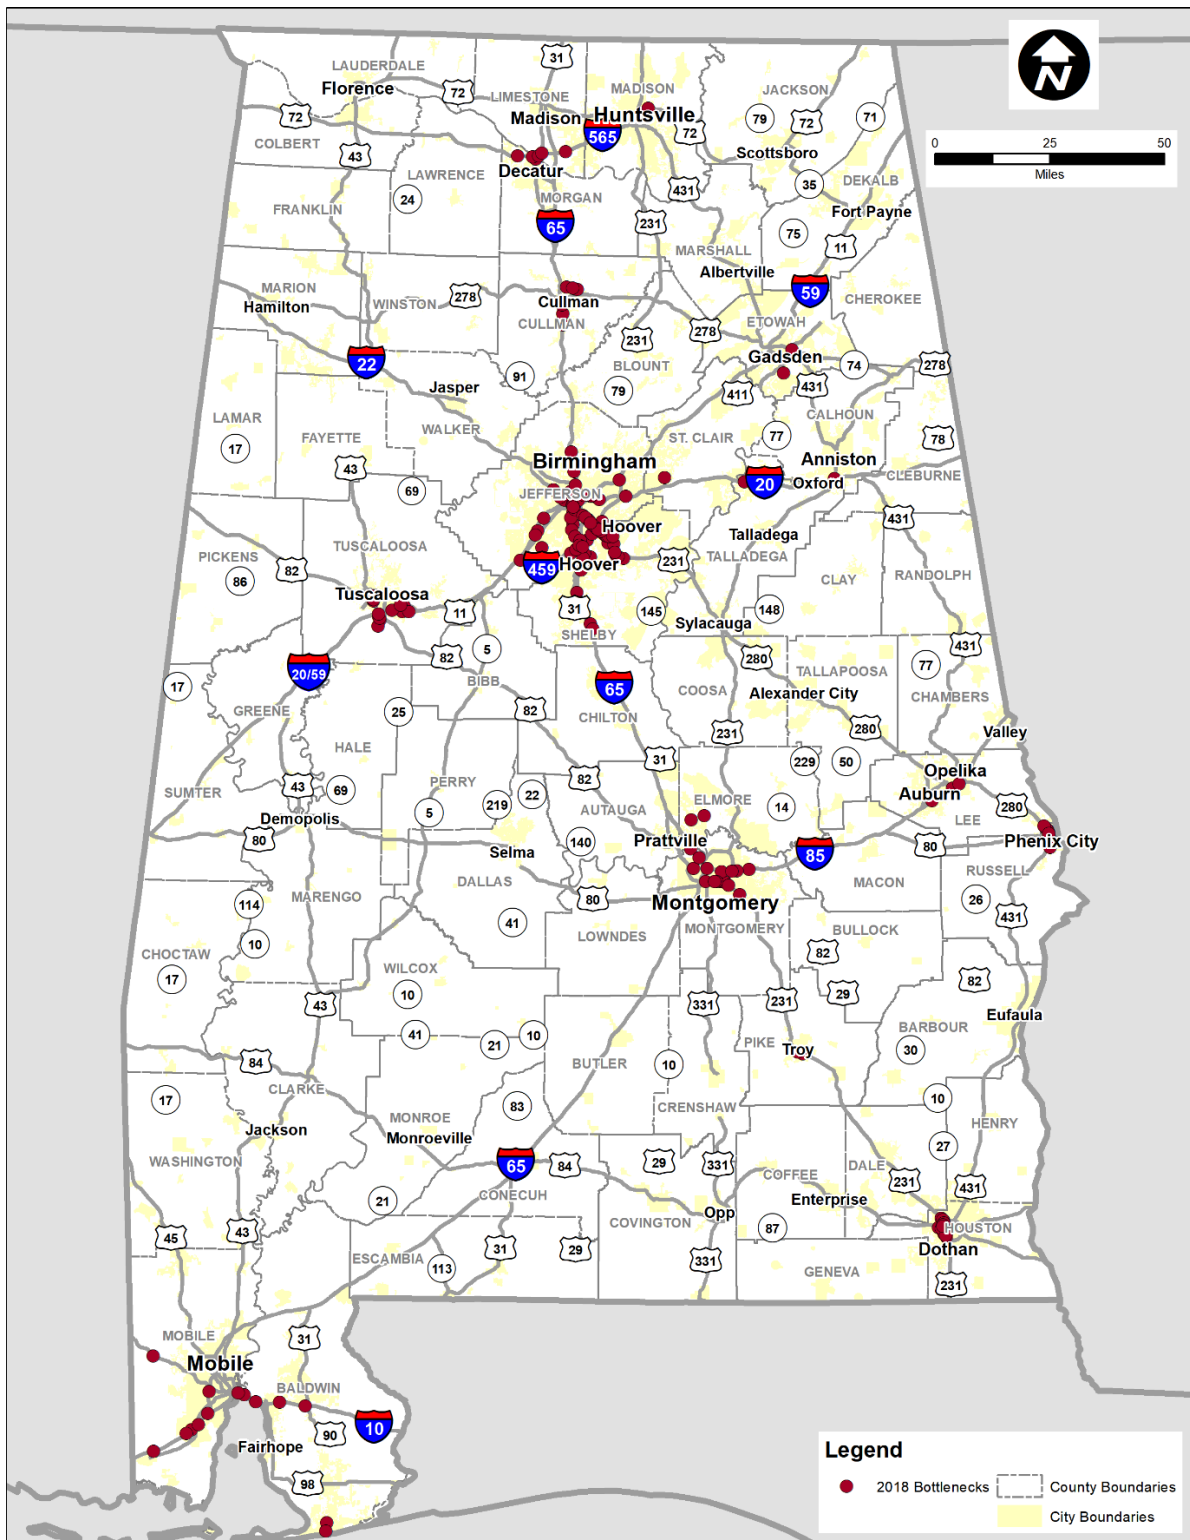 N
0 25 50
Miles
LAUDERDALE
Florence
72
31
LIMESTONE
MADISON
Madison
Huntsville
JACKSON
79
72
71
72
COLBERT
43
565
72
Scottsboro
Decatur
LAWRENCE
24
FRANKLIN
MORGAN
431
35
DEKALB
Fort Payne
65
231
75
11
MARSHALL
Albertville
59
MARION
Hamilton
WINSTON
278
Cullman
CULLMAN
CHEROKEE
ETOWAH
278
231
Gadsden
22
BLOUNT
74
278
91
79
411
431
Jasper
LAMAR
17
FAYETTE
WALKER
CALHOUN
ST. CLAIR
77
78
43
Birmingham
Anniston
69
JEFFERSON
20
Oxford
CLEBURNE
Hoover
431
Talladega
PICKENS
TUSCALOOSA
82
86
459
Hoover
231
TALLADEGA
RANDOLPH
CLAY
Tuscaloosa
11
31
145
148
Sylacauga
SHELBY
5
82
280
TALLAPOOSA
431
77
20/59
BIBB
65
COOSA
Alexander City
CHAMBERS
17
GREENE
25
82
CHILTON
280
Valley
231
HALE
31
229
50
Opelika
SUMTER
43
69
PERRY
82
22
219
5
AUTAUGA
ELMORE
14
Auburn
280
LEE
Demopolis
80
140
Prattville
85
80
Phenix City
Selma
RUSSELL
DALLAS
80
MACON
MARENGO
Montgomery
26
114
41
LOWNDES
MONTGOMERY
BULLOCK
431
10
82
CHOCTAW
17
WILCOX
10
82
43
331
231
29
Eufaula
41
21
10
BARBOUR
PIKE
Troy
30
84
BUTLER
10
CLARKE
17
83
CRENSHAW
10
HENRY
MONROE
Monroeville
Jackson
27
WASHINGTON
65
84
29
331
COFFEE
DALE
231
431
CONECUH
Enterprise
21
COVINGTON
Opp
87
HOUSTON
45
43
31
29
Dothan
ESCAMBIA
113
331
GENEVA
231
MOBILE
31
Mobile
BALDWIN
10
90
Fairhope
98
Legend
2018 Bottlenecks
County Boundaries
City Boundaries